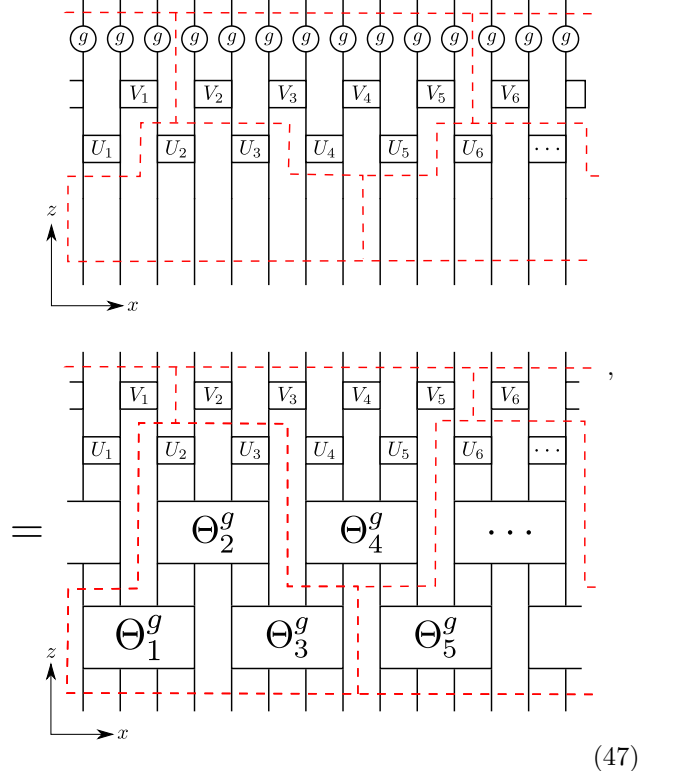 g g g g g g g g g g g g g g
V₁ V₂ V₃ V₄ V₅ V₆
U₁ U₂ U₃ U₄ U₅ U₆ ···
z
x
,
V₁ V₂ V₃ V₄ V₅ V₆
U₁ U₂ U₃ U₄ U₅ U₆ ···
= Θ₂ᵍ Θ₄ᵍ ···
Θ₁ᵍ Θ₃ᵍ Θ₅ᵍ
z
x
(47)